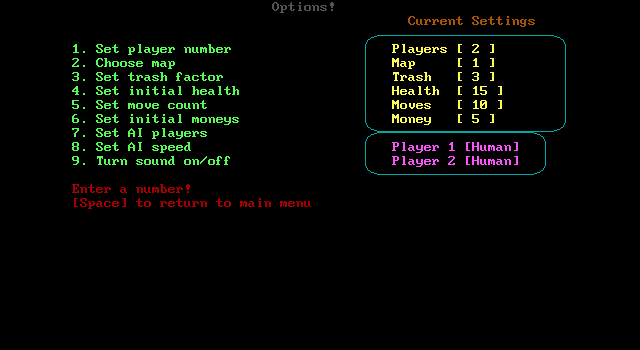 Options!
Current Settings
1. Set player number
2. Choose map
3. Set trash factor
4. Set initial health
5. Set move count
6. Set initial moneys
7. Set AI players
8. Set AI speed
9. Turn sound on/off
Players [ 2 ]
Map [ 1 ]
Trash [ 3 ]
Health [ 15 ]
Moves [ 10 ]
Money [ 5 ]
Player 1 [Human]
Player 2 [Human]
Enter a number!
[Space] to return to main menu